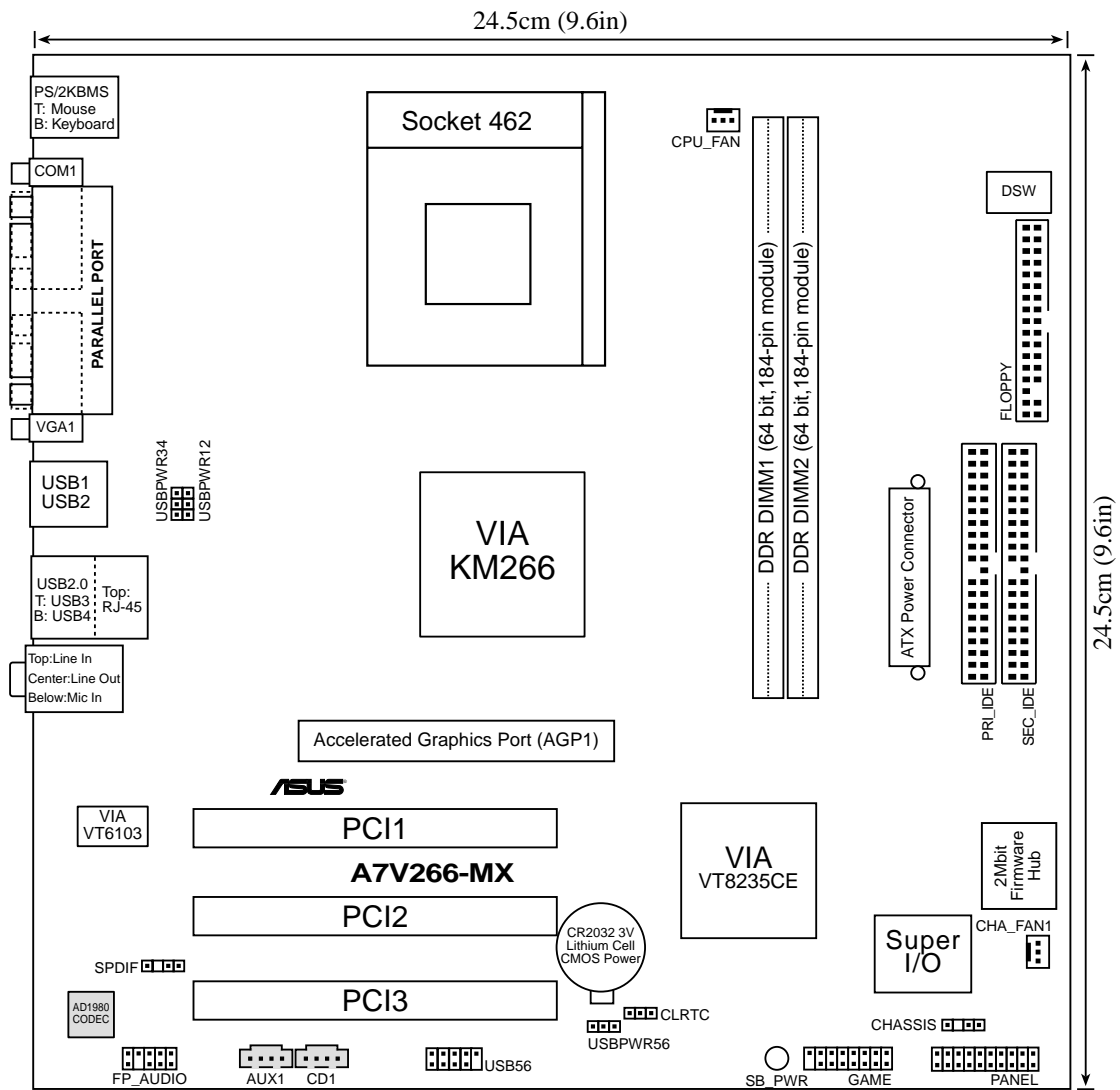 24.5cm (9.6in)
PS/2KBMS
T: Mouse
B: Keyboard
Socket 462
CPU_FAN
COM1
DSW
PARALLEL PORT
DDR DIMM1 (64 bit,184-pin module)
DDR DIMM2 (64 bit,184-pin module)
FLOPPY
VGA1
USB1
USB2
USBPWR34
USBPWR12
VIA
KM266
ATX Power Connector
24.5cm (9.6in)
USB2.0
T: USB3
B: USB4
Top:
RJ-45
Top:Line In
Center:Line Out
Below:Mic In
PRI_IDE
SEC_IDE
Accelerated Graphics Port (AGP1)
ASUS
VIA
VT6103
PCI1
A7V266-MX
VIA
VT8235CE
2Mbit
Firmware
Hub
PCI2
CR2032 3V
Lithium Cell
CMOS Power
Super
I/O
CHA_FAN1
SPDIF
AD1980
CODEC
PCI3
CLRTC
USBPWR56
CHASSIS
FP_AUDIO
AUX1
CD1
USB56
SB_PWR
GAME
PANEL